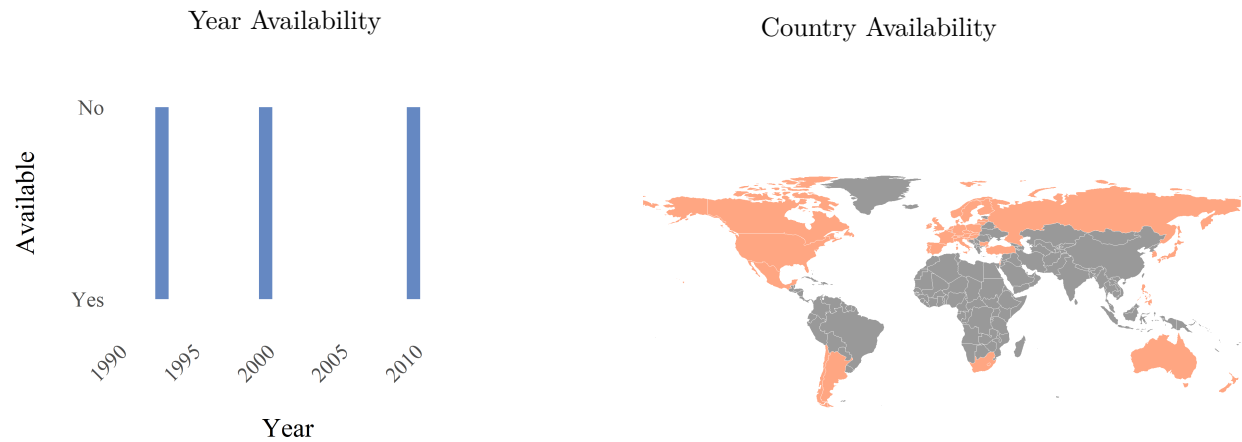 Year Availability
Available
No
Yes
1990
1995
2000
2005
2010
Year
Country Availability